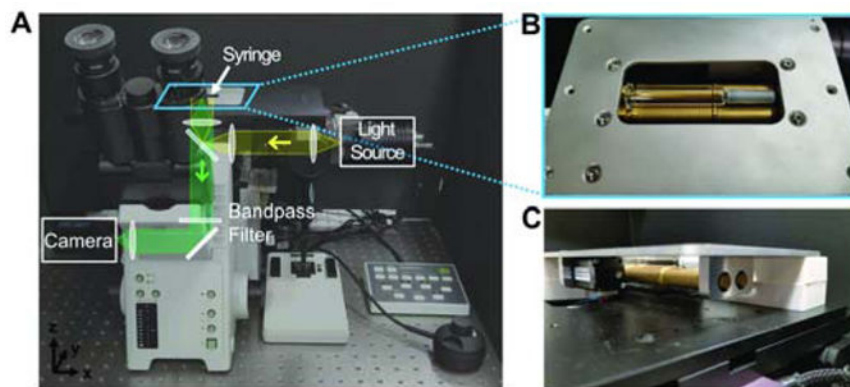 A
Syringe
Light
Source
Bandpass
Filter
Camera
z
y
x
B
C